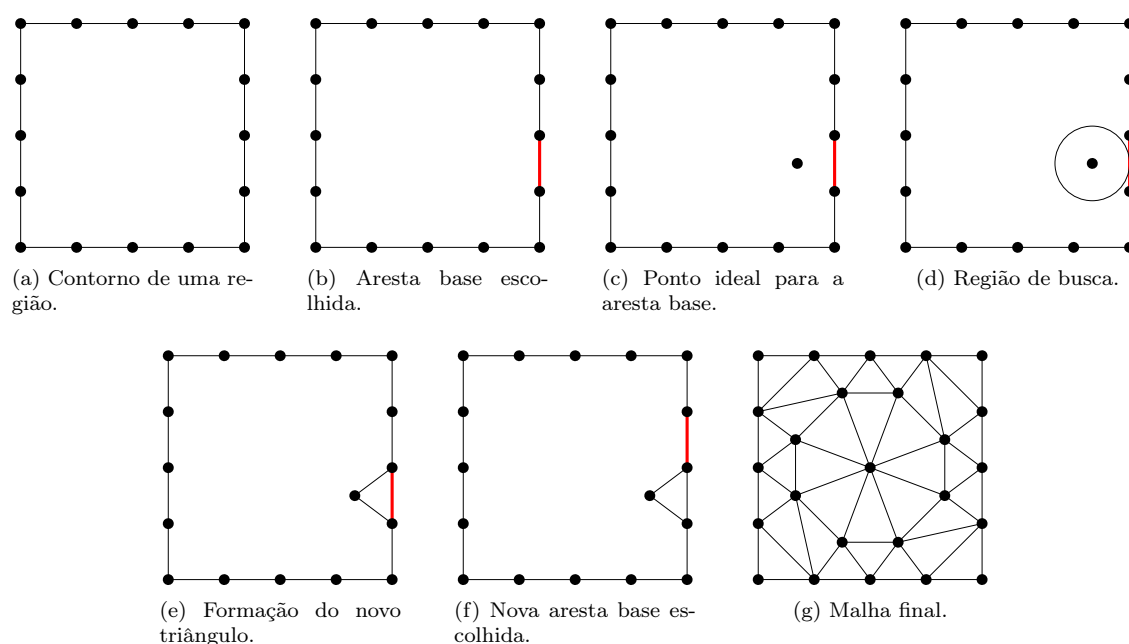 (a) Contorno de uma re-
gião.
(b) Aresta base esco-
lhida.
(c) Ponto ideal para a
aresta base.
(d) Região de busca.
(e) Formação do novo
triângulo.
(f) Nova aresta base es-
colhida.
(g) Malha final.